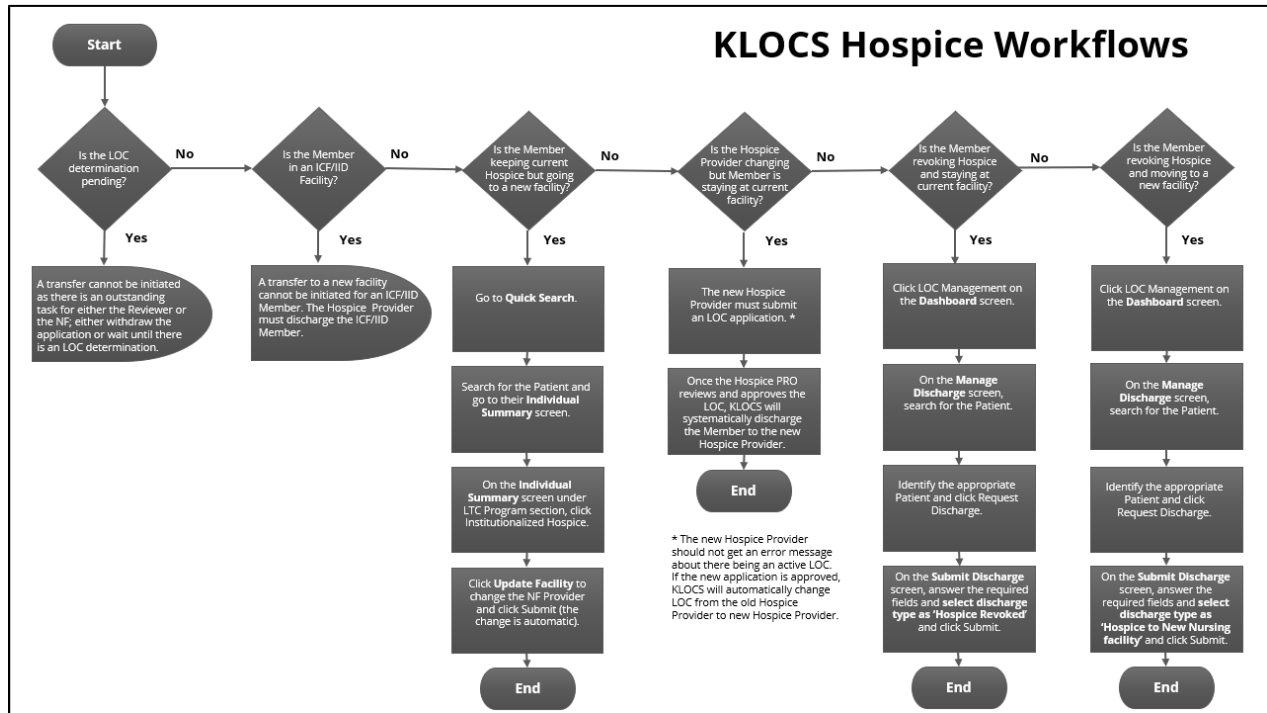 KLOCS Hospice Workflows
Start
Is the LOC
determination
pending?
No
Yes
A transfer cannot be initiated
as there is an outstanding
task for either the Reviewer or
the NF; either withdraw the
application or wait until there
is an LOC determination.
Is the Member
in an ICF/IID
Facility?
No
Yes
A transfer to a new facility
cannot be initiated for an ICF/IID
Member. The Hospice Provider
must discharge the ICF/IID
Member.
Is the Member
keeping current
Hospice but going
to a new facility?
No
Yes
Go to Quick Search.
Search for the Patient and
go to their Individual
Summary screen.
On the Individual
Summary screen under
LTC Program section, click
Institutionalized Hospice.
Click Update Facility to
change the NF Provider
and click Submit (the
change is automatic).
End
Is the Hospice
Provider changing
but Member is
staying at current
facility?
No
Yes
The new Hospice
Provider must submit
an LOC application. *
Once the Hospice PRO
reviews and approves the
LOC, KLOCS will
systematically discharge
the Member to the new
Hospice Provider.
End
* The new Hospice Provider
should not get an error message
about there being an active LOC.
If the new application is approved,
KLOCS will automatically change
LOC from the old Hospice
Provider to new Hospice Provider.
Is the Member
revoking Hospice
and staying at
current facility?
No
Yes
Click LOC Management on
the Dashboard screen.
On the Manage
Discharge screen,
search for the Patient.
Identify the appropriate
Patient and click Request
Discharge.
On the Submit Discharge
screen, answer the required
fields and select discharge
type as 'Hospice Revoked'
and click Submit.
End
Is the Member
revoking Hospice
and moving to a
new facility?
Yes
Click LOC Management on
the Dashboard screen.
On the Manage
Discharge screen,
search for the Patient.
Identify the appropriate
Patient and click
Request Discharge.
On the Submit Discharge
screen, answer the
required fields and select
discharge type as
'Hospice to New Nursing
facility' and click Submit.
End